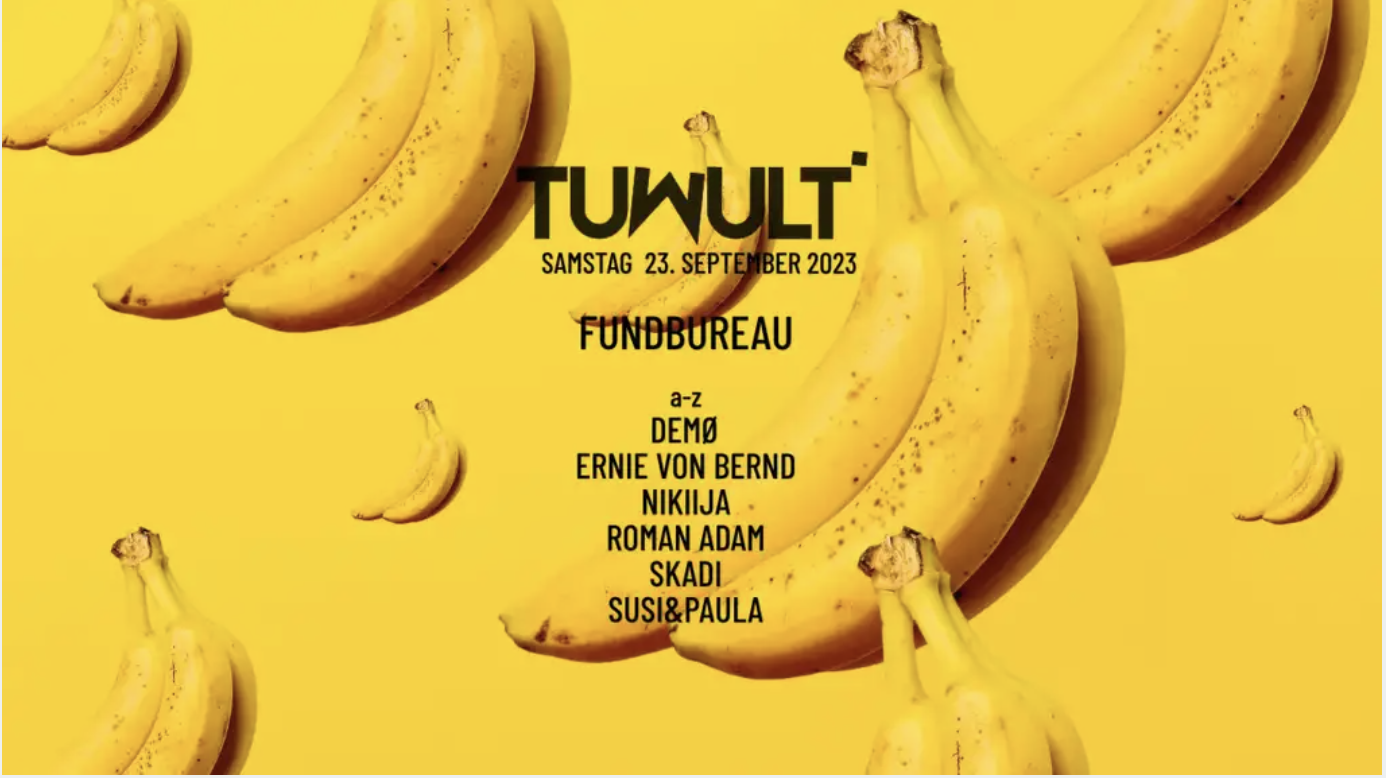 TUWULT
SAMSTAG 23. SEPTEMBER 2023
FUNDBUREAU
a-z
DEMØ
ERNIE VON BERND
NIKIIJA
ROMAN ADAM
SKADI
SUSI&PAULA